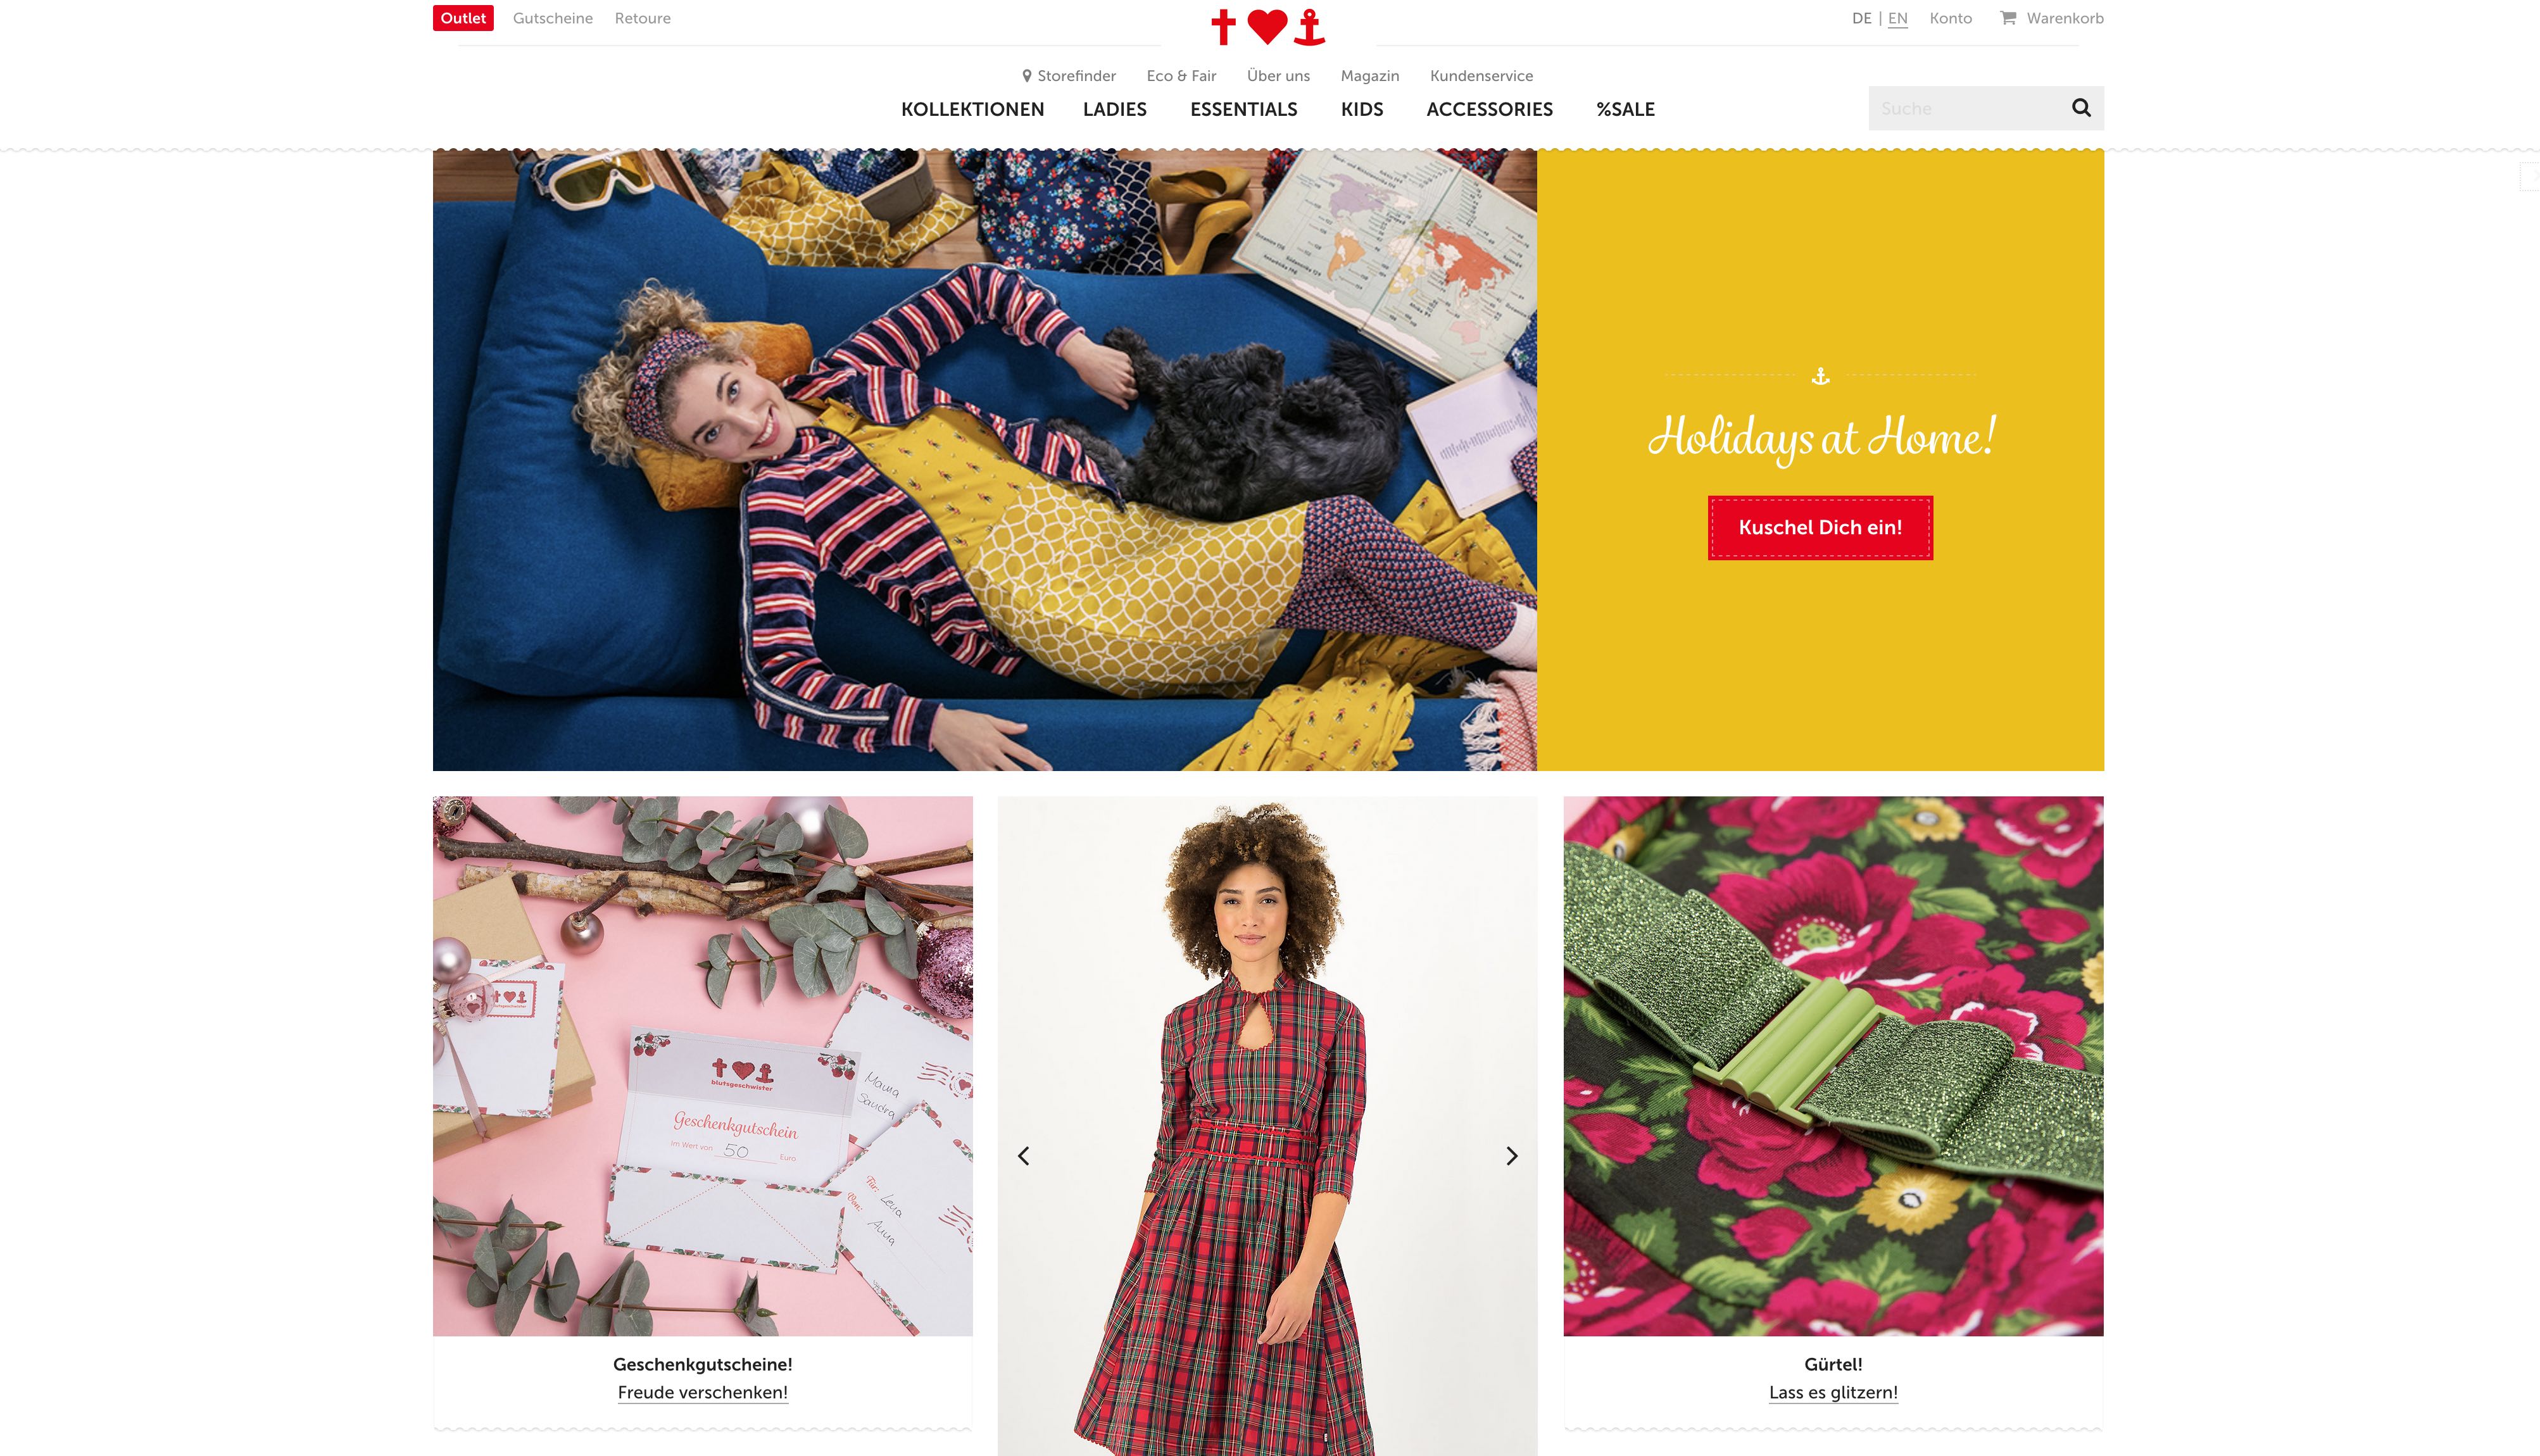 Outlet Gutscheine Retoure
DE | EN Konto Warenkorb
Storefinder Eco & Fair Über uns Magazin Kundenservice
KOLLEKTIONEN LADIES ESSENTIALS KIDS ACCESSORIES %SALE
Suche
Holidays at Home!
Kuschel Dich ein!
blutsgeschwister
Geschenkgutschein
Im Wert von 50 Euro
Mama
Sandra
Für: Lena
Von: Anna
Geschenkgutscheine!
Freude verschenken!
Gürtel!
Lass es glitzern!